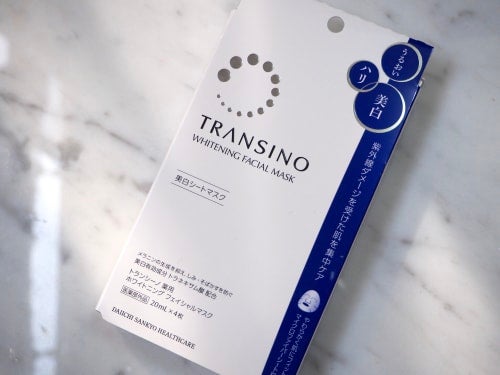 うるおい
ハリ
美白
TRANSINO
WHITENING FACIAL MASK
美白シートマスク
紫外線ダメージを受けた肌を集中ケア
メラニンの生成を抑え、しみ・そばかすを防ぐ
美白有効成分 トラネキサム酸 配合
トランシーノ 薬用
ホワイトニング フェイシャルマスク
医薬部外品 20mL×4枚
DAIICHI SANKYO HEALTHCARE